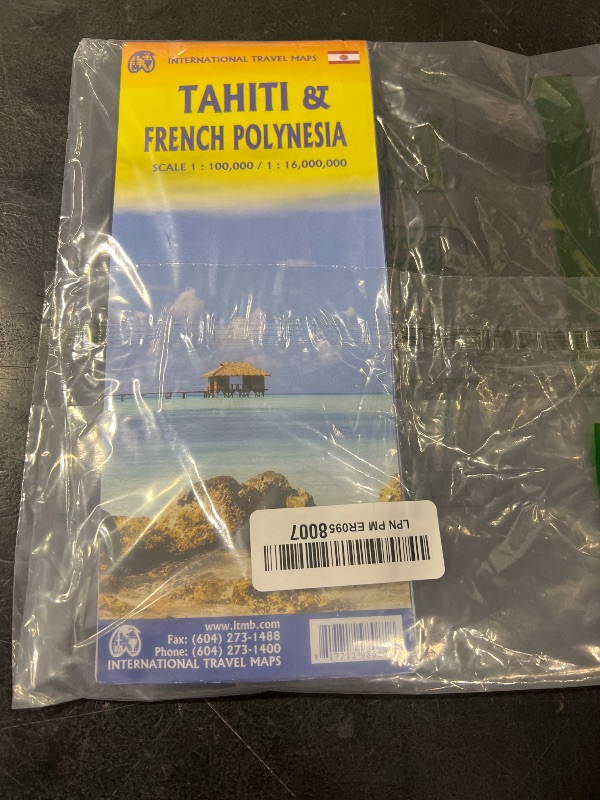 INTERNATIONAL TRAVEL MAPS
TAHITI &
FRENCH POLYNESIA
SCALE 1 : 100,000 / 1 : 16,000,000
LPN PM ER0958007
www.itmb.com
Fax: (604) 273-1488
Phone: (604) 273-1400
INTERNATIONAL TRAVEL MAPS